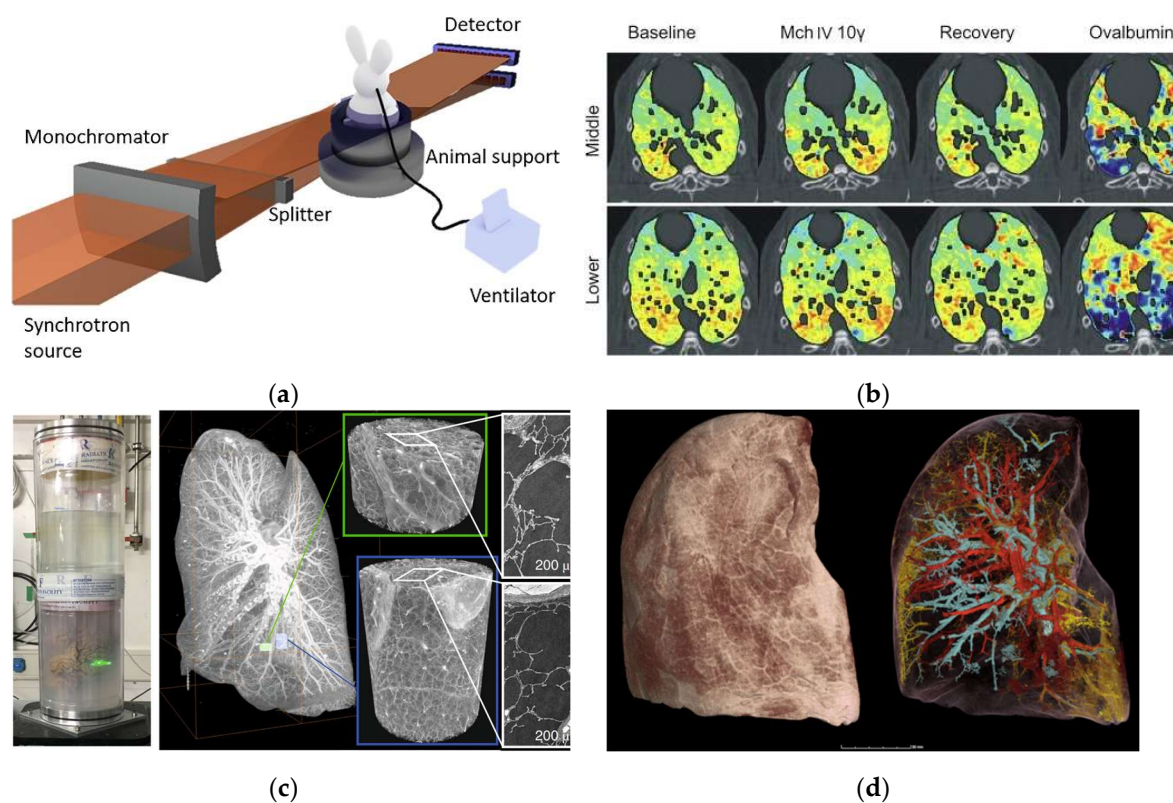 Detector
Monochromator
Animal support
Splitter
Ventilator
Synchrotron
source
(a)
Baseline
Mch IV 10γ
Recovery
Ovalbumin
Middle
Lower
(b)
200 µ
200 µ
(c)
(d)